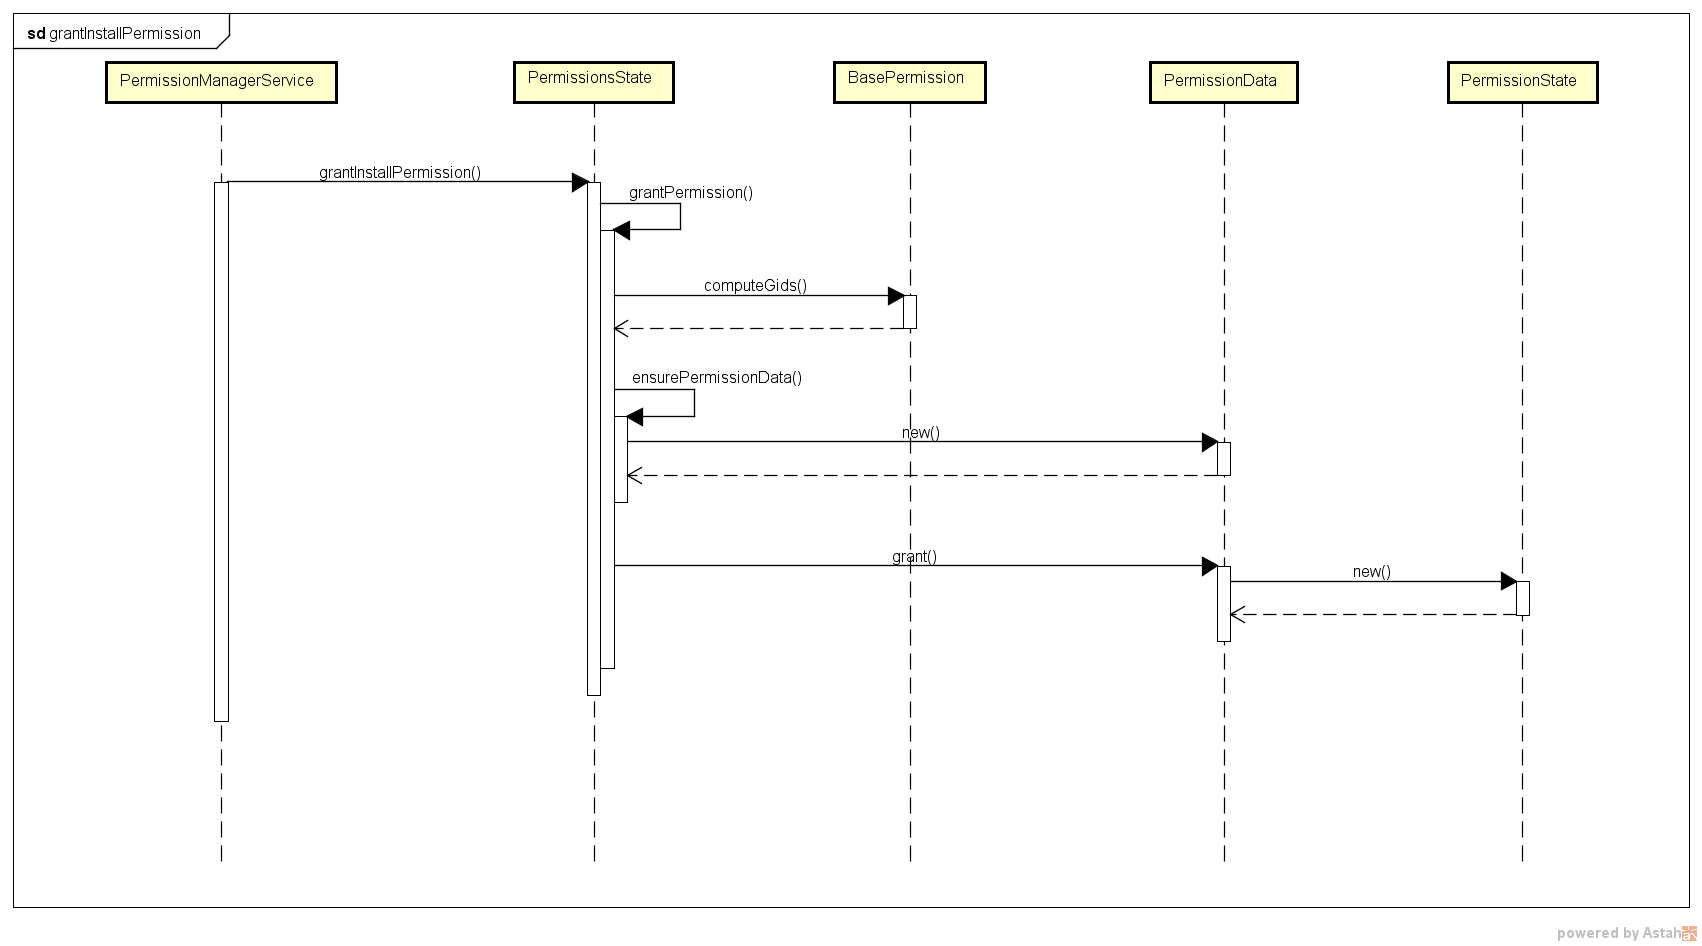 sd grantInstallPermission
PermissionManagerService
PermissionsState
BasePermission
PermissionData
PermissionState
grantInstallPermission()
grantPermission()
computeGids()
ensurePermissionData()
new()
grant()
new()
powered by Astah